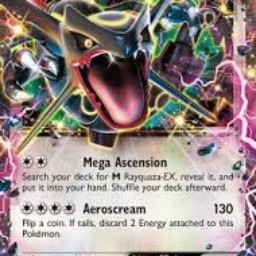 Mega Ascension
Search your deck for M Rayquaza-EX, reveal it, and
put it into your hand. Shuffle your deck afterward.
Aeroscream 130
Flip a coin. If tails, discard 2 Energy attached to this
Pokémon.